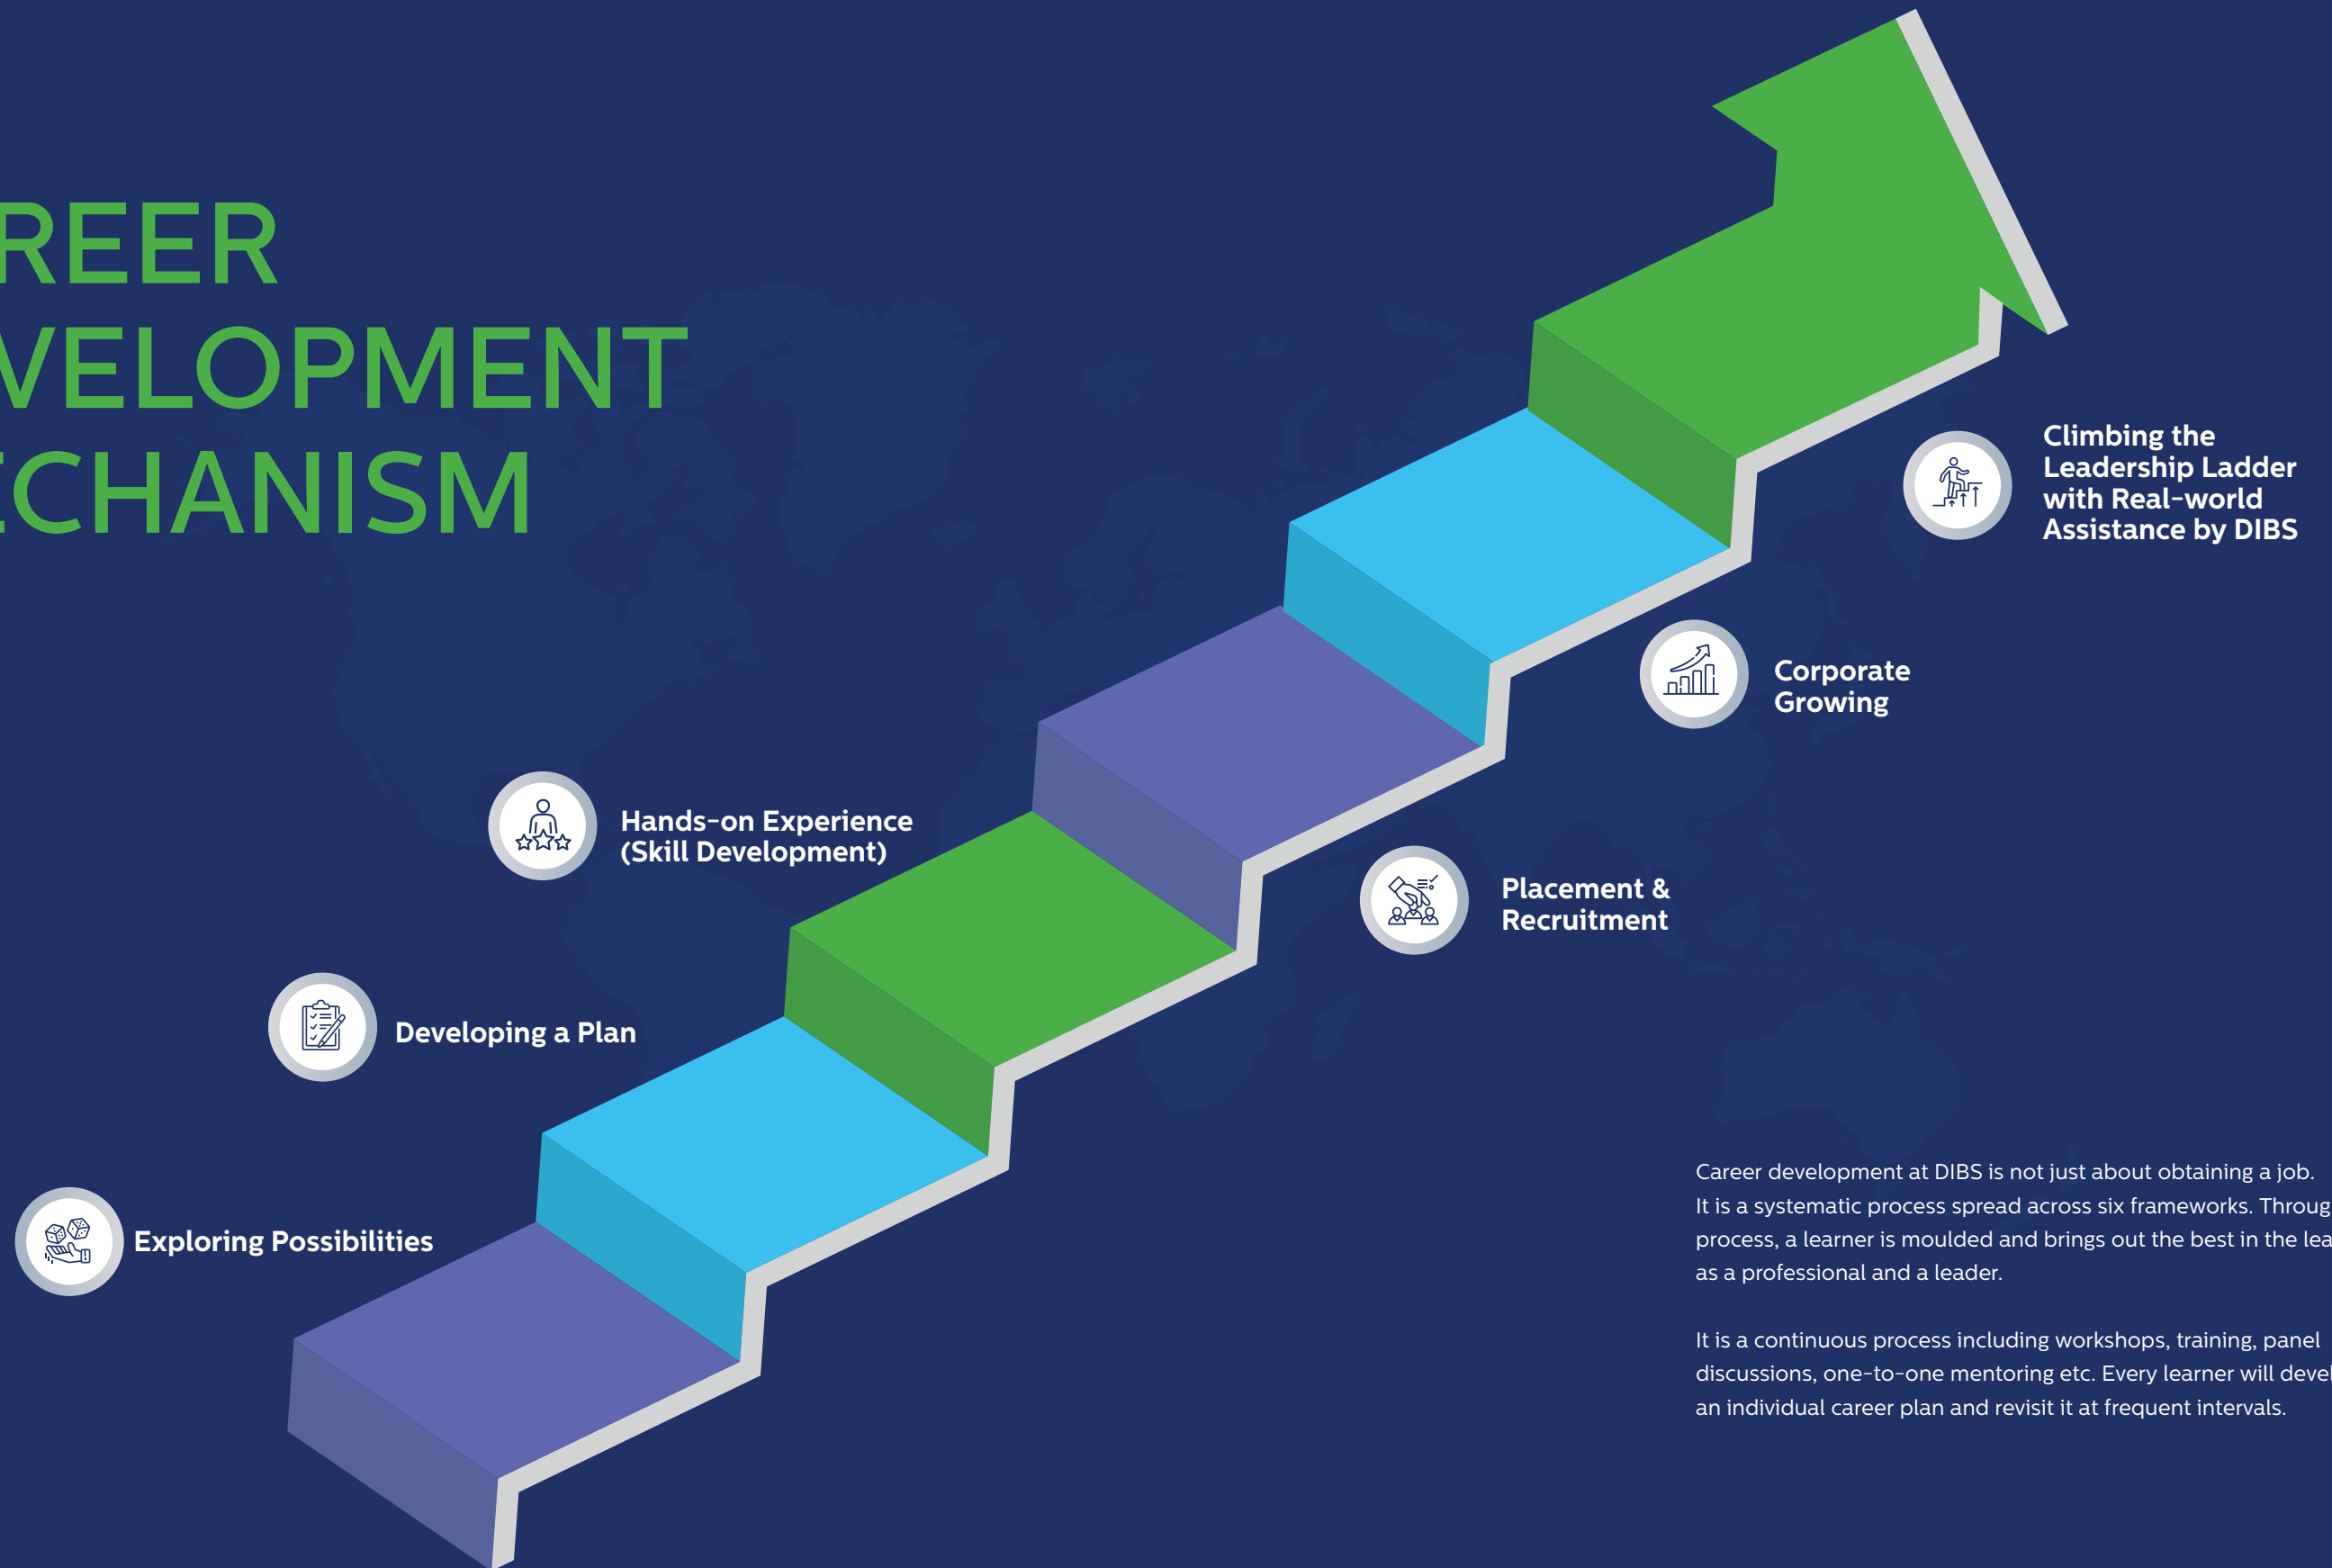 REER
VELOPMENT
CHANISM
Climbing the
Leadership Ladder
with Real-world
Assistance by DIBS
Corporate
Growing
Hands-on Experience
(Skill Development)
Placement &
Recruitment
Developing a Plan
Exploring Possibilities
Career development at DIBS is not just about obtaining a job.
It is a systematic process spread across six frameworks. Throug
process, a learner is moulded and brings out the best in the lea
as a professional and a leader.
It is a continuous process including workshops, training, panel
discussions, one-to-one mentoring etc. Every learner will devel
an individual career plan and revisit it at frequent intervals.